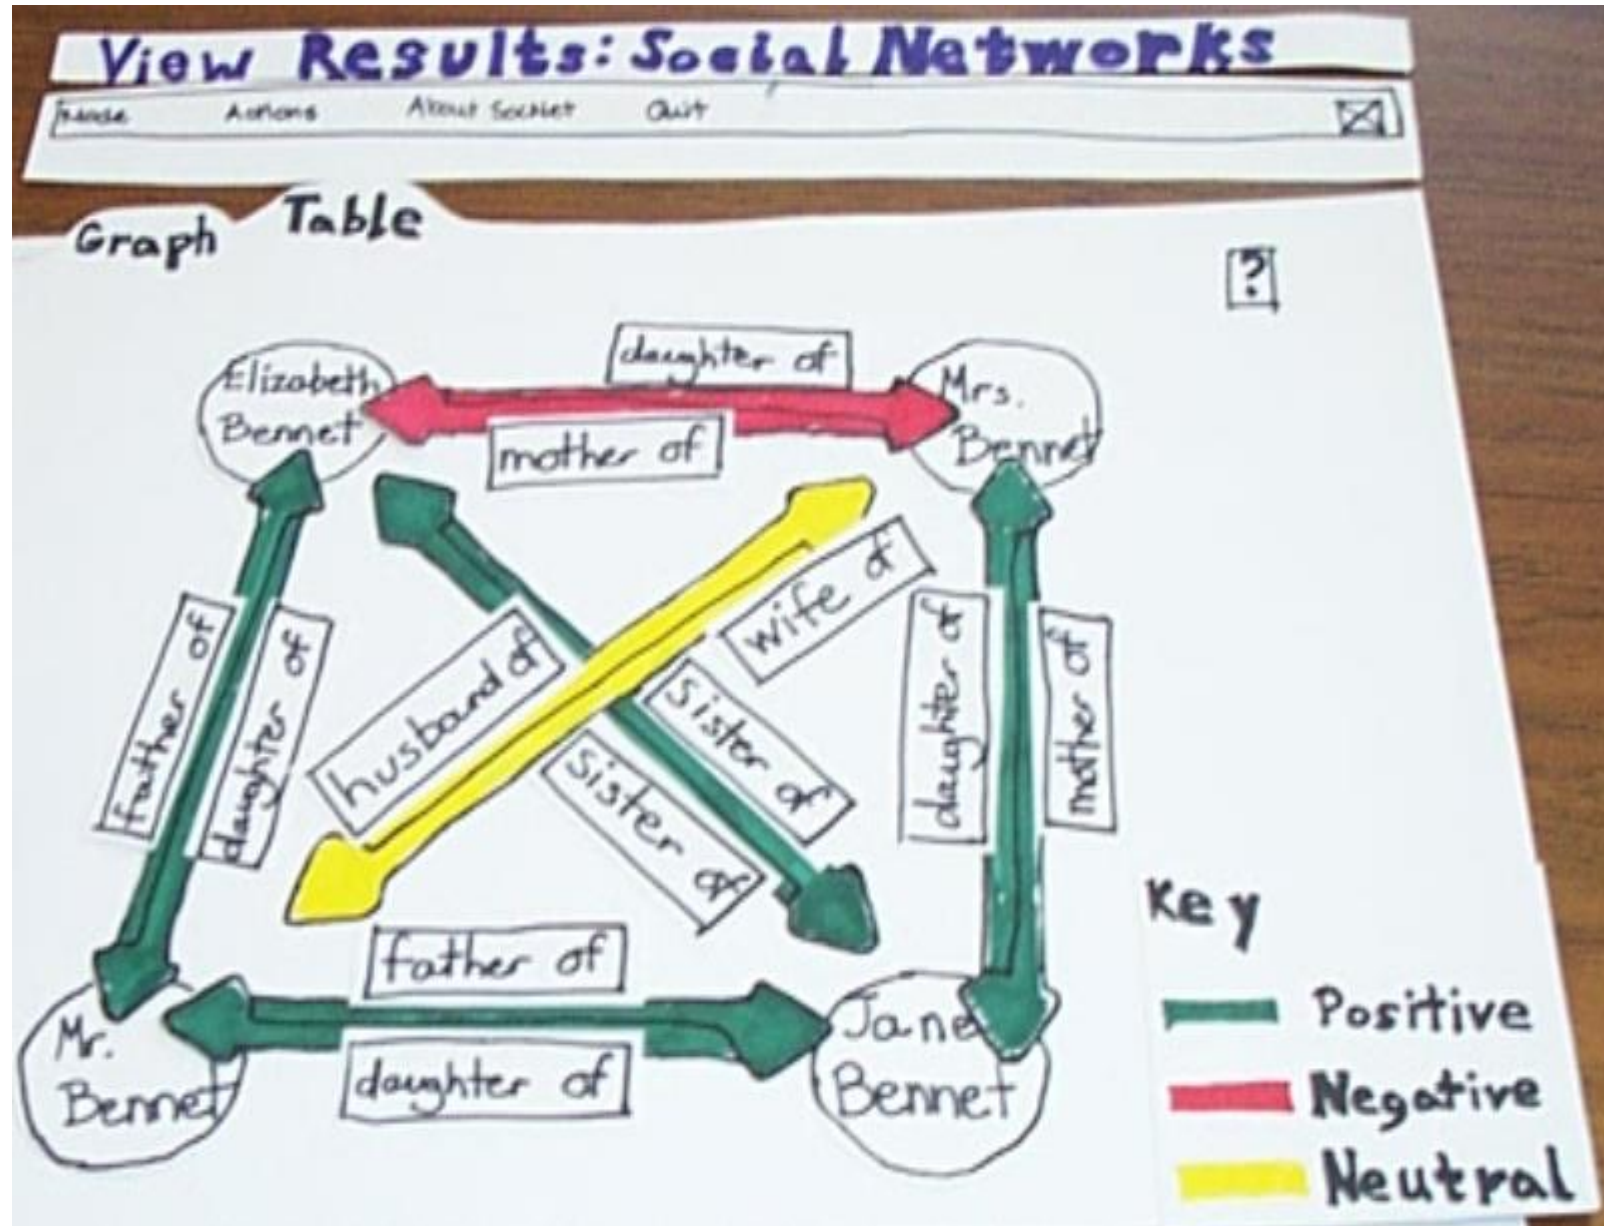 View Results: Social Networks
Mode Actions About SocNet Quit
Graph Table
?
daughter of
Elizabeth
Bennet
Mrs.
Bennet
mother of
wife of
husband of
father of
daughter of
sister of
sister of
daughter of
mother of
father of
Mr.
Bennet
Jane
Bennet
daughter of
Key
Positive
Negative
Neutral